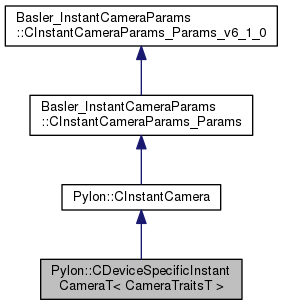 Basler_InstantCameraParams
::CInstantCameraParams_Params_v6_1_0
Basler_InstantCameraParams
::CInstantCameraParams_Params
Pylon::CInstantCamera
Pylon::CDeviceSpecificInstant
CameraT< CameraTraitsT >